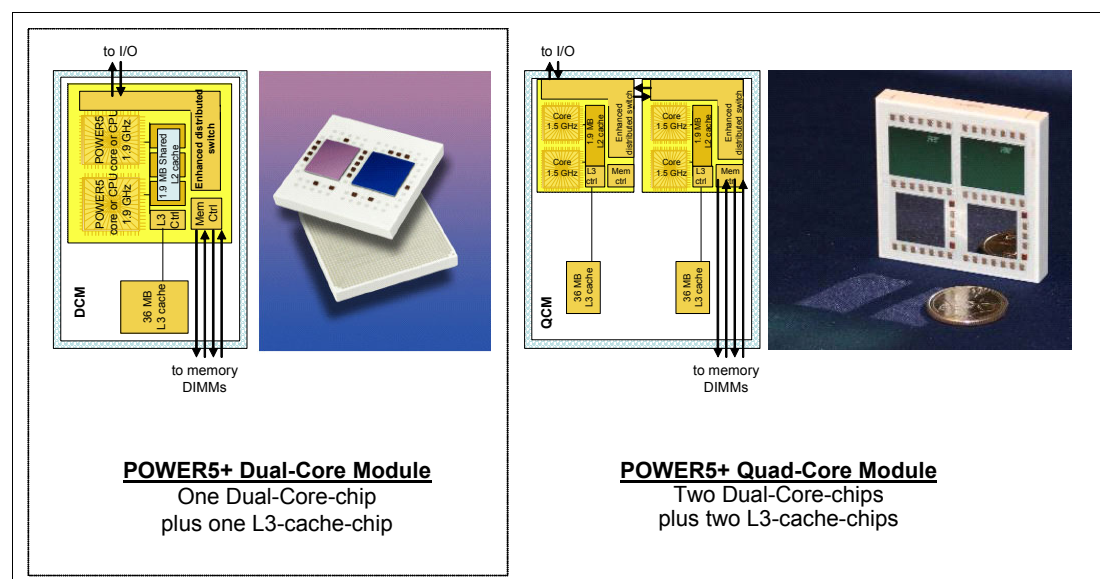 to I/O
POWER5
core or CPU
1.9 GHz
POWER5
core or CPU
1.9 GHz
1.9 MB Shared
L2 cache
Enhanced distributed
switch
L3
Ctrl
Mem
Ctrl
36 MB
L3 cache
DCM
to memory
DIMMs
POWER5+ Dual-Core Module
One Dual-Core-chip
plus one L3-cache-chip
to I/O
Core
1.5 GHz
Core
1.5 GHz
1.9 MB
L2 cache
Enhanced
distributed switch
L3
ctrl
Mem
ctrl
Core
1.5 GHz
Core
1.5 GHz
1.9 MB
L2 cache
Enhanced
distributed switch
L3
ctrl
Mem
ctrl
36 MB
L3 cache
36 MB
L3 cache
QCM
to memory
DIMMs
POWER5+ Quad-Core Module
Two Dual-Core-chips
plus two L3-cache-chips